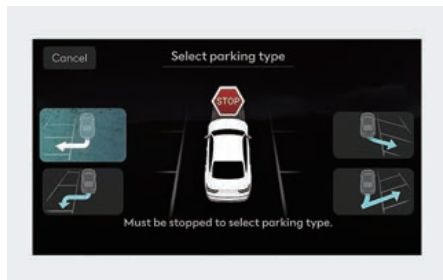 Cancel
Select parking type
STOP
Must be stopped to select parking type.